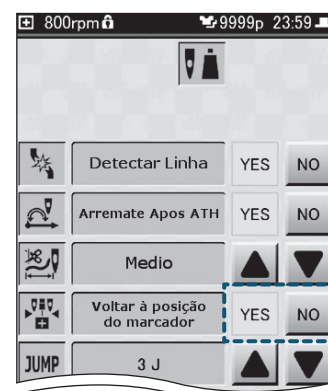 800rpm 9999p 23:59
Detectar Linha YES NO
Arremate Apos ATH YES NO
Medio
Voltar à posição
do marcador YES NO
JUMP 3 J